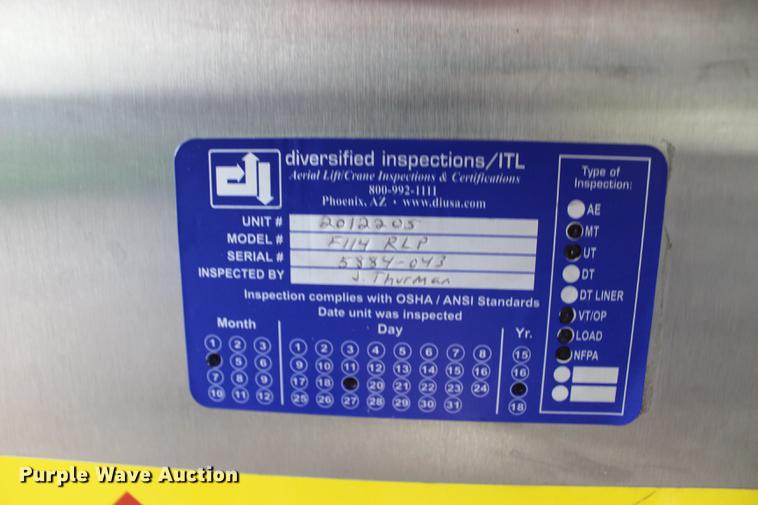 dj
diversified inspections/ITL
Aerial Lift/Crane Inspections & Certifications
800-992-1111
Phoenix, AZ • www.diusa.com
UNIT # 2012205
MODEL # F114 RLP
SERIAL # 5884-043
INSPECTED BY J. Thurman
Inspection complies with OSHA / ANSI Standards
Date unit was inspected
Month
1 2 3
5 6
7 8 9
10 11 12
Day
1 2 3 4 5 6 7 8
9 10 11 12 13 14 15 16
17 18 20 21 22 23 24
25 26 27 28 29 30 31
Yr.
15
16
18
Type of
Inspection:
AE
MT
UT
DT
DT LINER
VT/OP
LOAD
NFPA
Purple Wave Auction